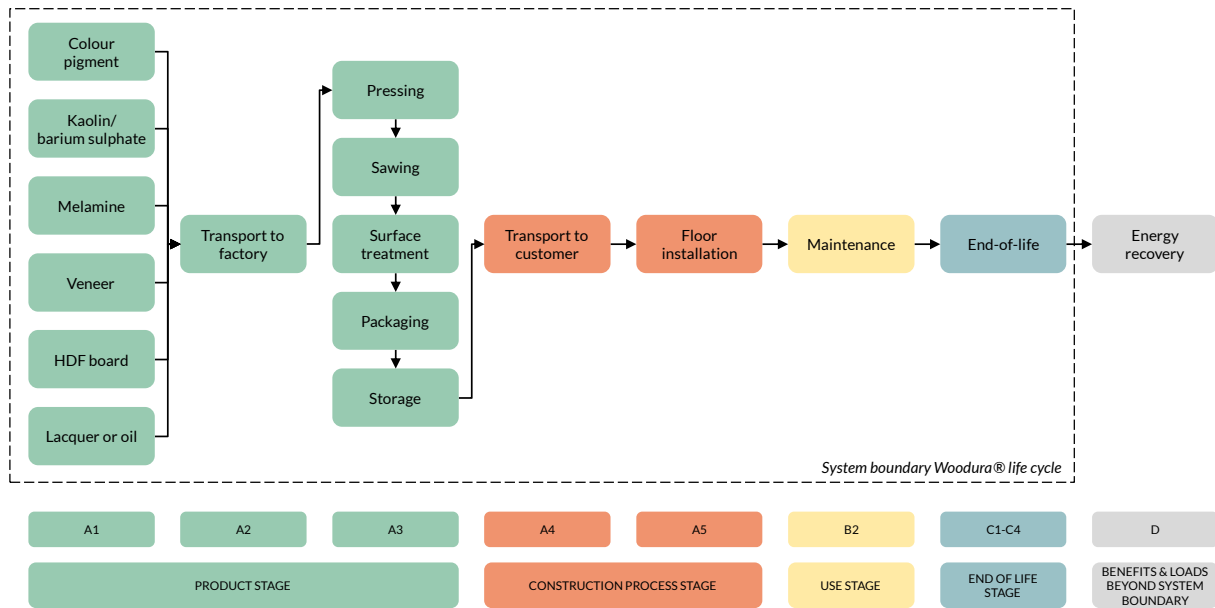 Colour
pigment
Kaolin/
barium sulphate
Melamine
Veneer
HDF board
Lacquer or oil
Transport to
factory
Pressing
Sawing
Surface
treatment
Packaging
Storage
Transport to
customer
Floor
installation
Maintenance
End-of-life
Energy
recovery
System boundary Woodura® life cycle
A1
A2
A3
A4
A5
B2
C1-C4
D
PRODUCT STAGE
CONSTRUCTION PROCESS STAGE
USE STAGE
END OF LIFE
STAGE
BENEFITS & LOADS
BEYOND SYSTEM
BOUNDARY